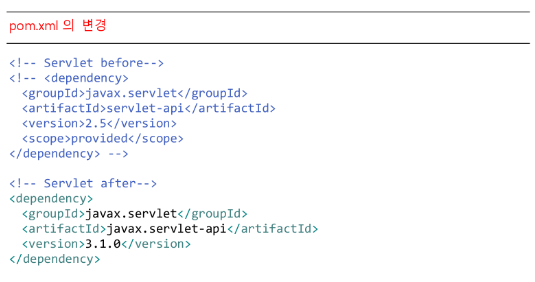 pom.xml 의 변경
<!-- Servlet before-->
<!-- <dependency>
  <groupId>javax.servlet</groupId>
  <artifactId>servlet-api</artifactId>
  <version>2.5</version>
  <scope>provided</scope>
</dependency> -->
<!-- Servlet after-->
<dependency>
  <groupId>javax.servlet</groupId>
  <artifactId>javax.servlet-api</artifactId>
  <version>3.1.0</version>
</dependency>